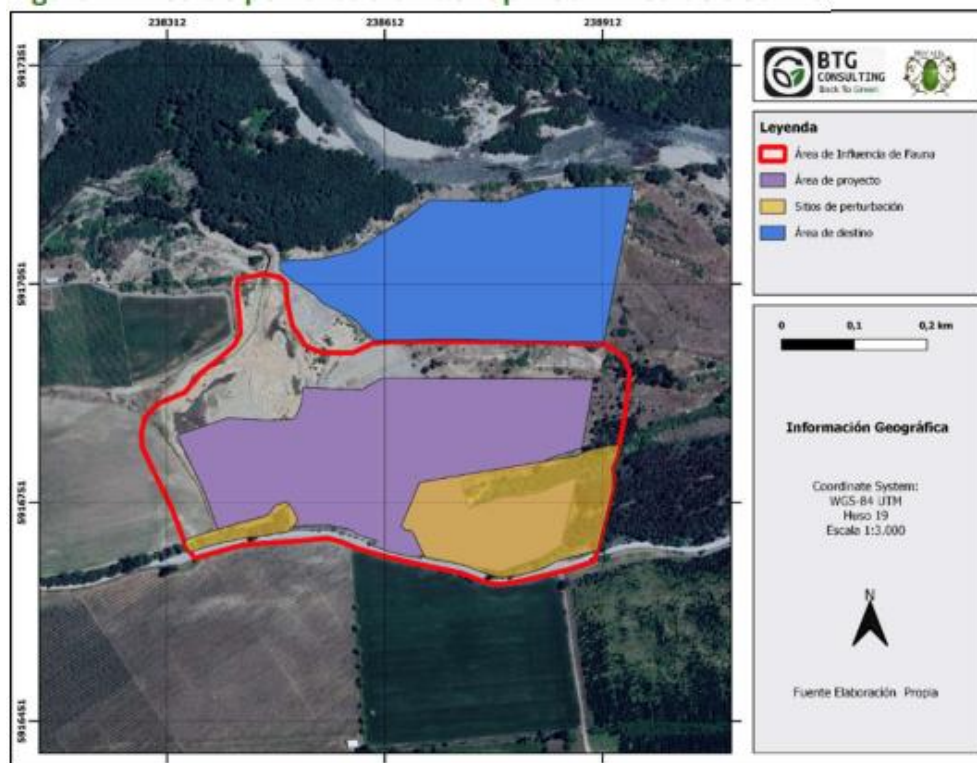 238312 238612 238912
5917351
5917051
5916751
5916451
BTG
CONSULTING
Back To Green
Leyenda
Área de Influencia de Fauna
Área de proyecto
Sitios de perturbación
Área de destino
0 0,1 0,2 km
Información Geográfica
Coordinate System:
WGS-84 UTM
Huso 19
Escala 1:3.000
N
Fuente Elaboración Propia